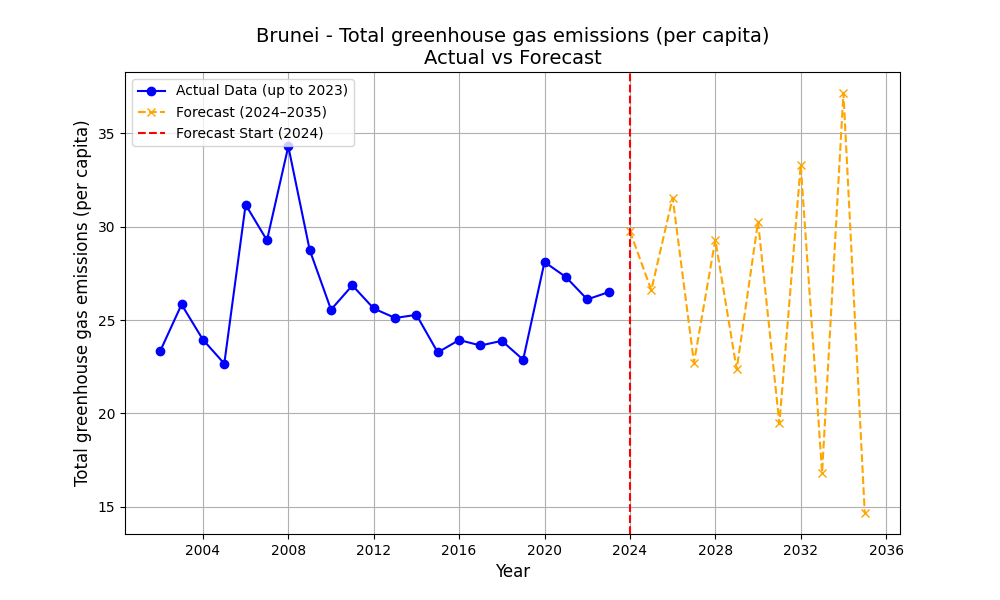 Brunei - Total greenhouse gas emissions (per capita)
Actual vs Forecast
Actual Data (up to 2023)
Forecast (2024–2035)
Forecast Start (2024)
Total greenhouse gas emissions (per capita)
35
30
25
20
15
2004 2008 2012 2016 2020 2024 2028 2032 2036
Year